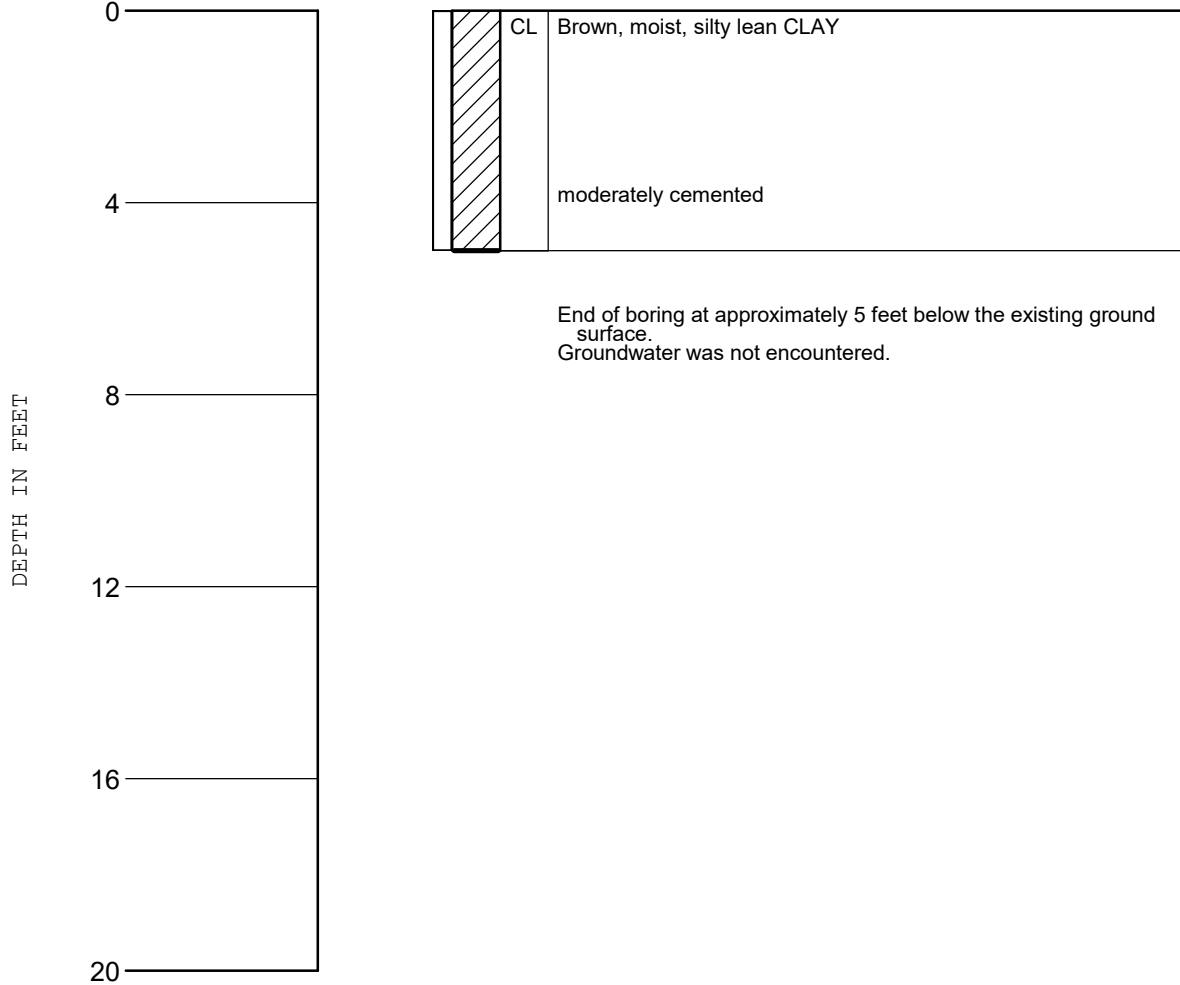 0
CL Brown, moist, silty lean CLAY
4
moderately cemented
End of boring at approximately 5 feet below the existing ground
surface.
Groundwater was not encountered.
8
DEPTH IN FEET
12
16
20